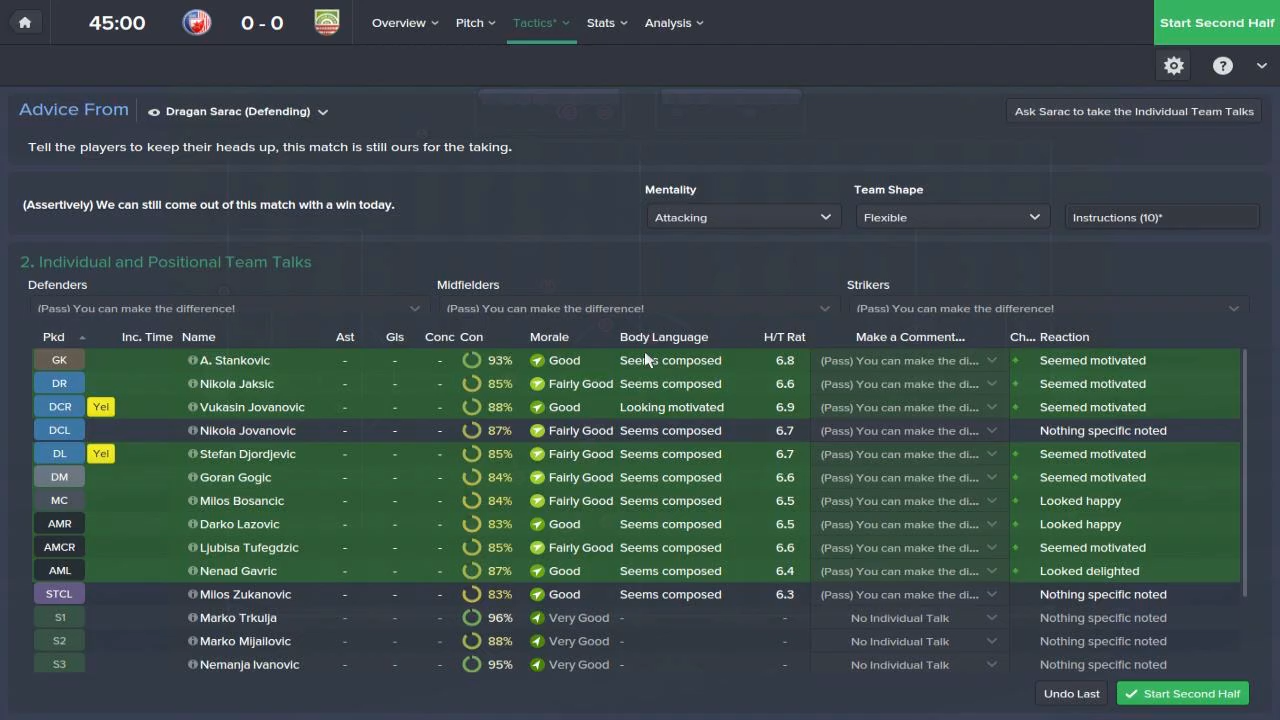 45:00 0 - 0 Overview Pitch Tactics* Stats Analysis Start Second Half
Advice From Dragan Sarac (Defending) Ask Sarac to take the Individual Team Talks
Tell the players to keep their heads up, this match is still ours for the taking.
Mentality Team Shape
(Assertively) We can still come out of this match with a win today.
Attacking Flexible Instructions (10)*
2. Individual and Positional Team Talks
Defenders Midfielders Strikers
(Pass) You can make the difference! (Pass) You can make the difference! (Pass) You can make the difference!
Pkd Inc. Time Name Ast Gls Conc Con Morale Body Language H/T Rat Make a Comment... Ch... Reaction
GK A. Stankovic - - - 93% Good Seems composed 6.8 (Pass) You can make the di... Seemed motivated
DR Nikola Jaksic - - - 85% Fairly Good Seems composed 6.6 (Pass) You can make the di... Seemed motivated
DCR Yel Vukasin Jovanovic - - - 88% Good Looking motivated 6.9 (Pass) You can make the di... Seemed motivated
DCL Nikola Jovanovic - - - 87% Fairly Good Seems composed 6.7 (Pass) You can make the di... Nothing specific noted
DL Yel Stefan Djordjevic - - - 85% Fairly Good Seems composed 6.7 (Pass) You can make the di... Seemed motivated
DM Goran Gogic - - - 84% Fairly Good Seems composed 6.6 (Pass) You can make the di... Seemed motivated
MC Milos Bosancic - - - 84% Fairly Good Seems composed 6.5 (Pass) You can make the di... Looked happy
AMR Darko Lazovic - - - 83% Good Seems composed 6.5 (Pass) You can make the di... Looked happy
AMCR Ljubisa Tufegdzic - - - 85% Fairly Good Seems composed 6.6 (Pass) You can make the di... Seemed motivated
AML Nenad Gavric - - - 87% Good Seems composed 6.4 (Pass) You can make the di... Looked delighted
STCL Milos Zukanovic - - - 83% Good Seems composed 6.3 (Pass) You can make the di... Nothing specific noted
S1 Marko Trkulja - - - 96% Very Good - - No Individual Talk Nothing specific noted
S2 Marko Mijailovic - - - 88% Very Good - - No Individual Talk Nothing specific noted
S3 Nemanja Ivanovic - - - 95% Very Good - - No Individual Talk Nothing specific noted
Undo Last Start Second Half